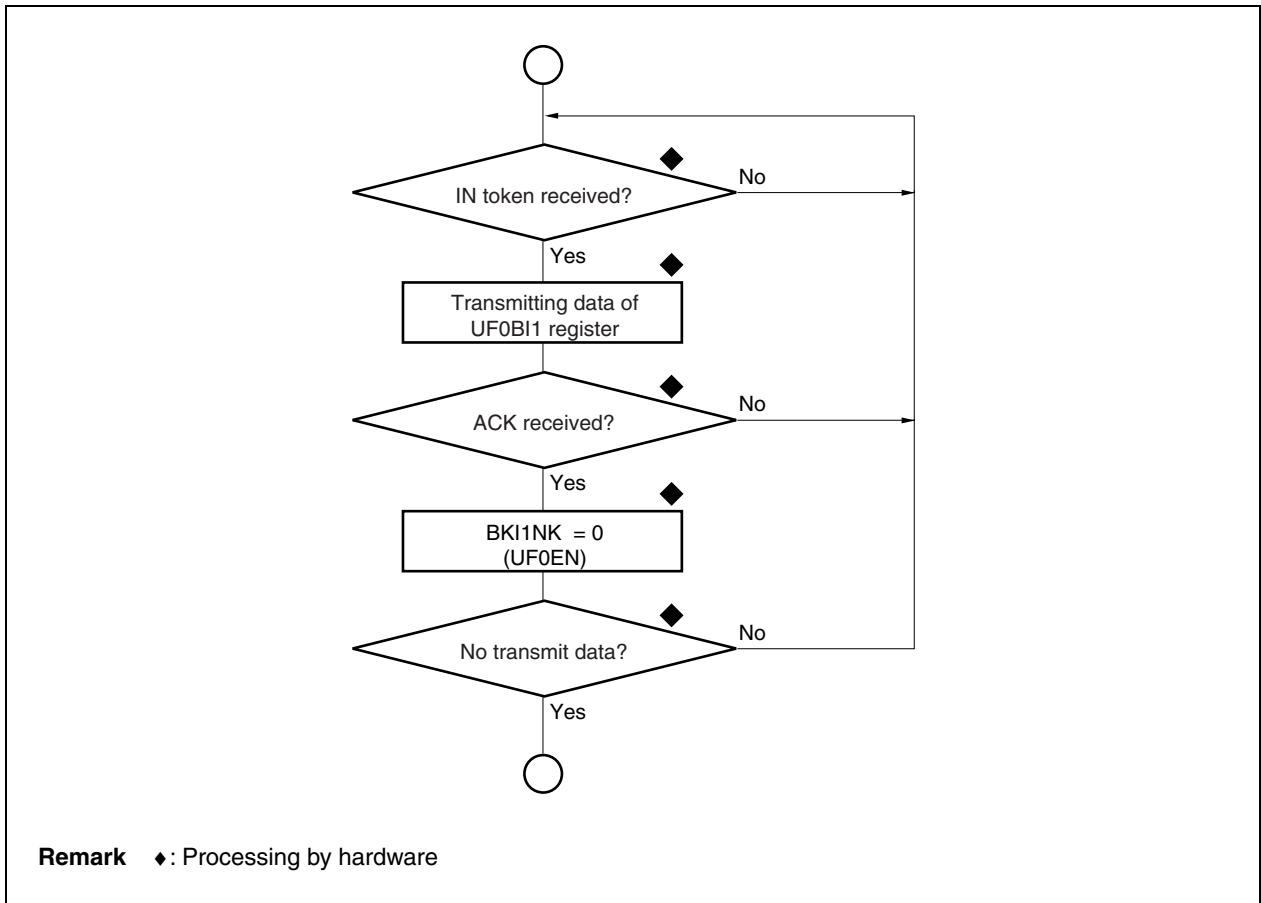 IN token received?
No
Yes
Transmitting data of
UF0BI1 register
ACK received?
No
Yes
BKI1NK = 0
(UF0EN)
No transmit data?
No
Yes
Remark ♦: Processing by hardware